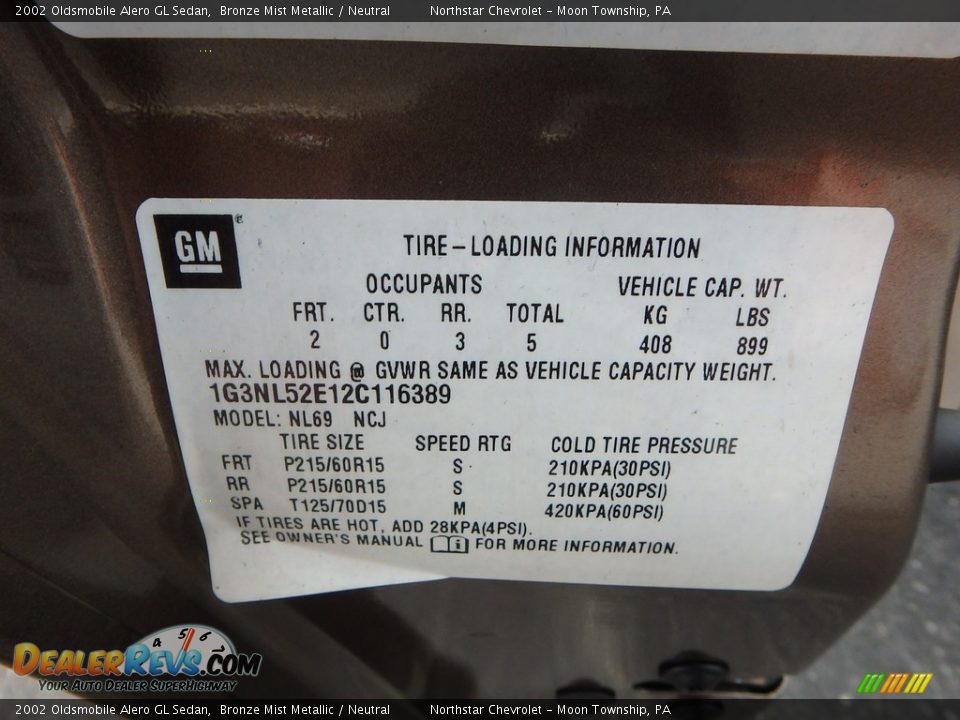 2002 Oldsmobile Alero GL Sedan, Bronze Mist Metallic / Neutral Northstar Chevrolet - Moon Township, PA
GM®
TIRE-LOADING INFORMATION
OCCUPANTS VEHICLE CAP. WT.
FRT. CTR. RR. TOTAL KG LBS
2 0 3 5 408 899
MAX. LOADING @ GVWR SAME AS VEHICLE CAPACITY WEIGHT.
1G3NL52E12C116389
MODEL: NL69 NCJ
TIRE SIZE SPEED RTG COLD TIRE PRESSURE
FRT P215/60R15 S 210KPA(30PSI)
RR P215/60R15 S 210KPA(30PSI)
SPA T125/70D15 M 420KPA(60PSI)
IF TIRES ARE HOT, ADD 28KPA(4PSI).
SEE OWNER'S MANUAL i FOR MORE INFORMATION.
4 5 6
DEALERREVS.COM
YOUR AUTO DEALER SUPERHIGHWAY
2002 Oldsmobile Alero GL Sedan, Bronze Mist Metallic / Neutral Northstar Chevrolet - Moon Township, PA